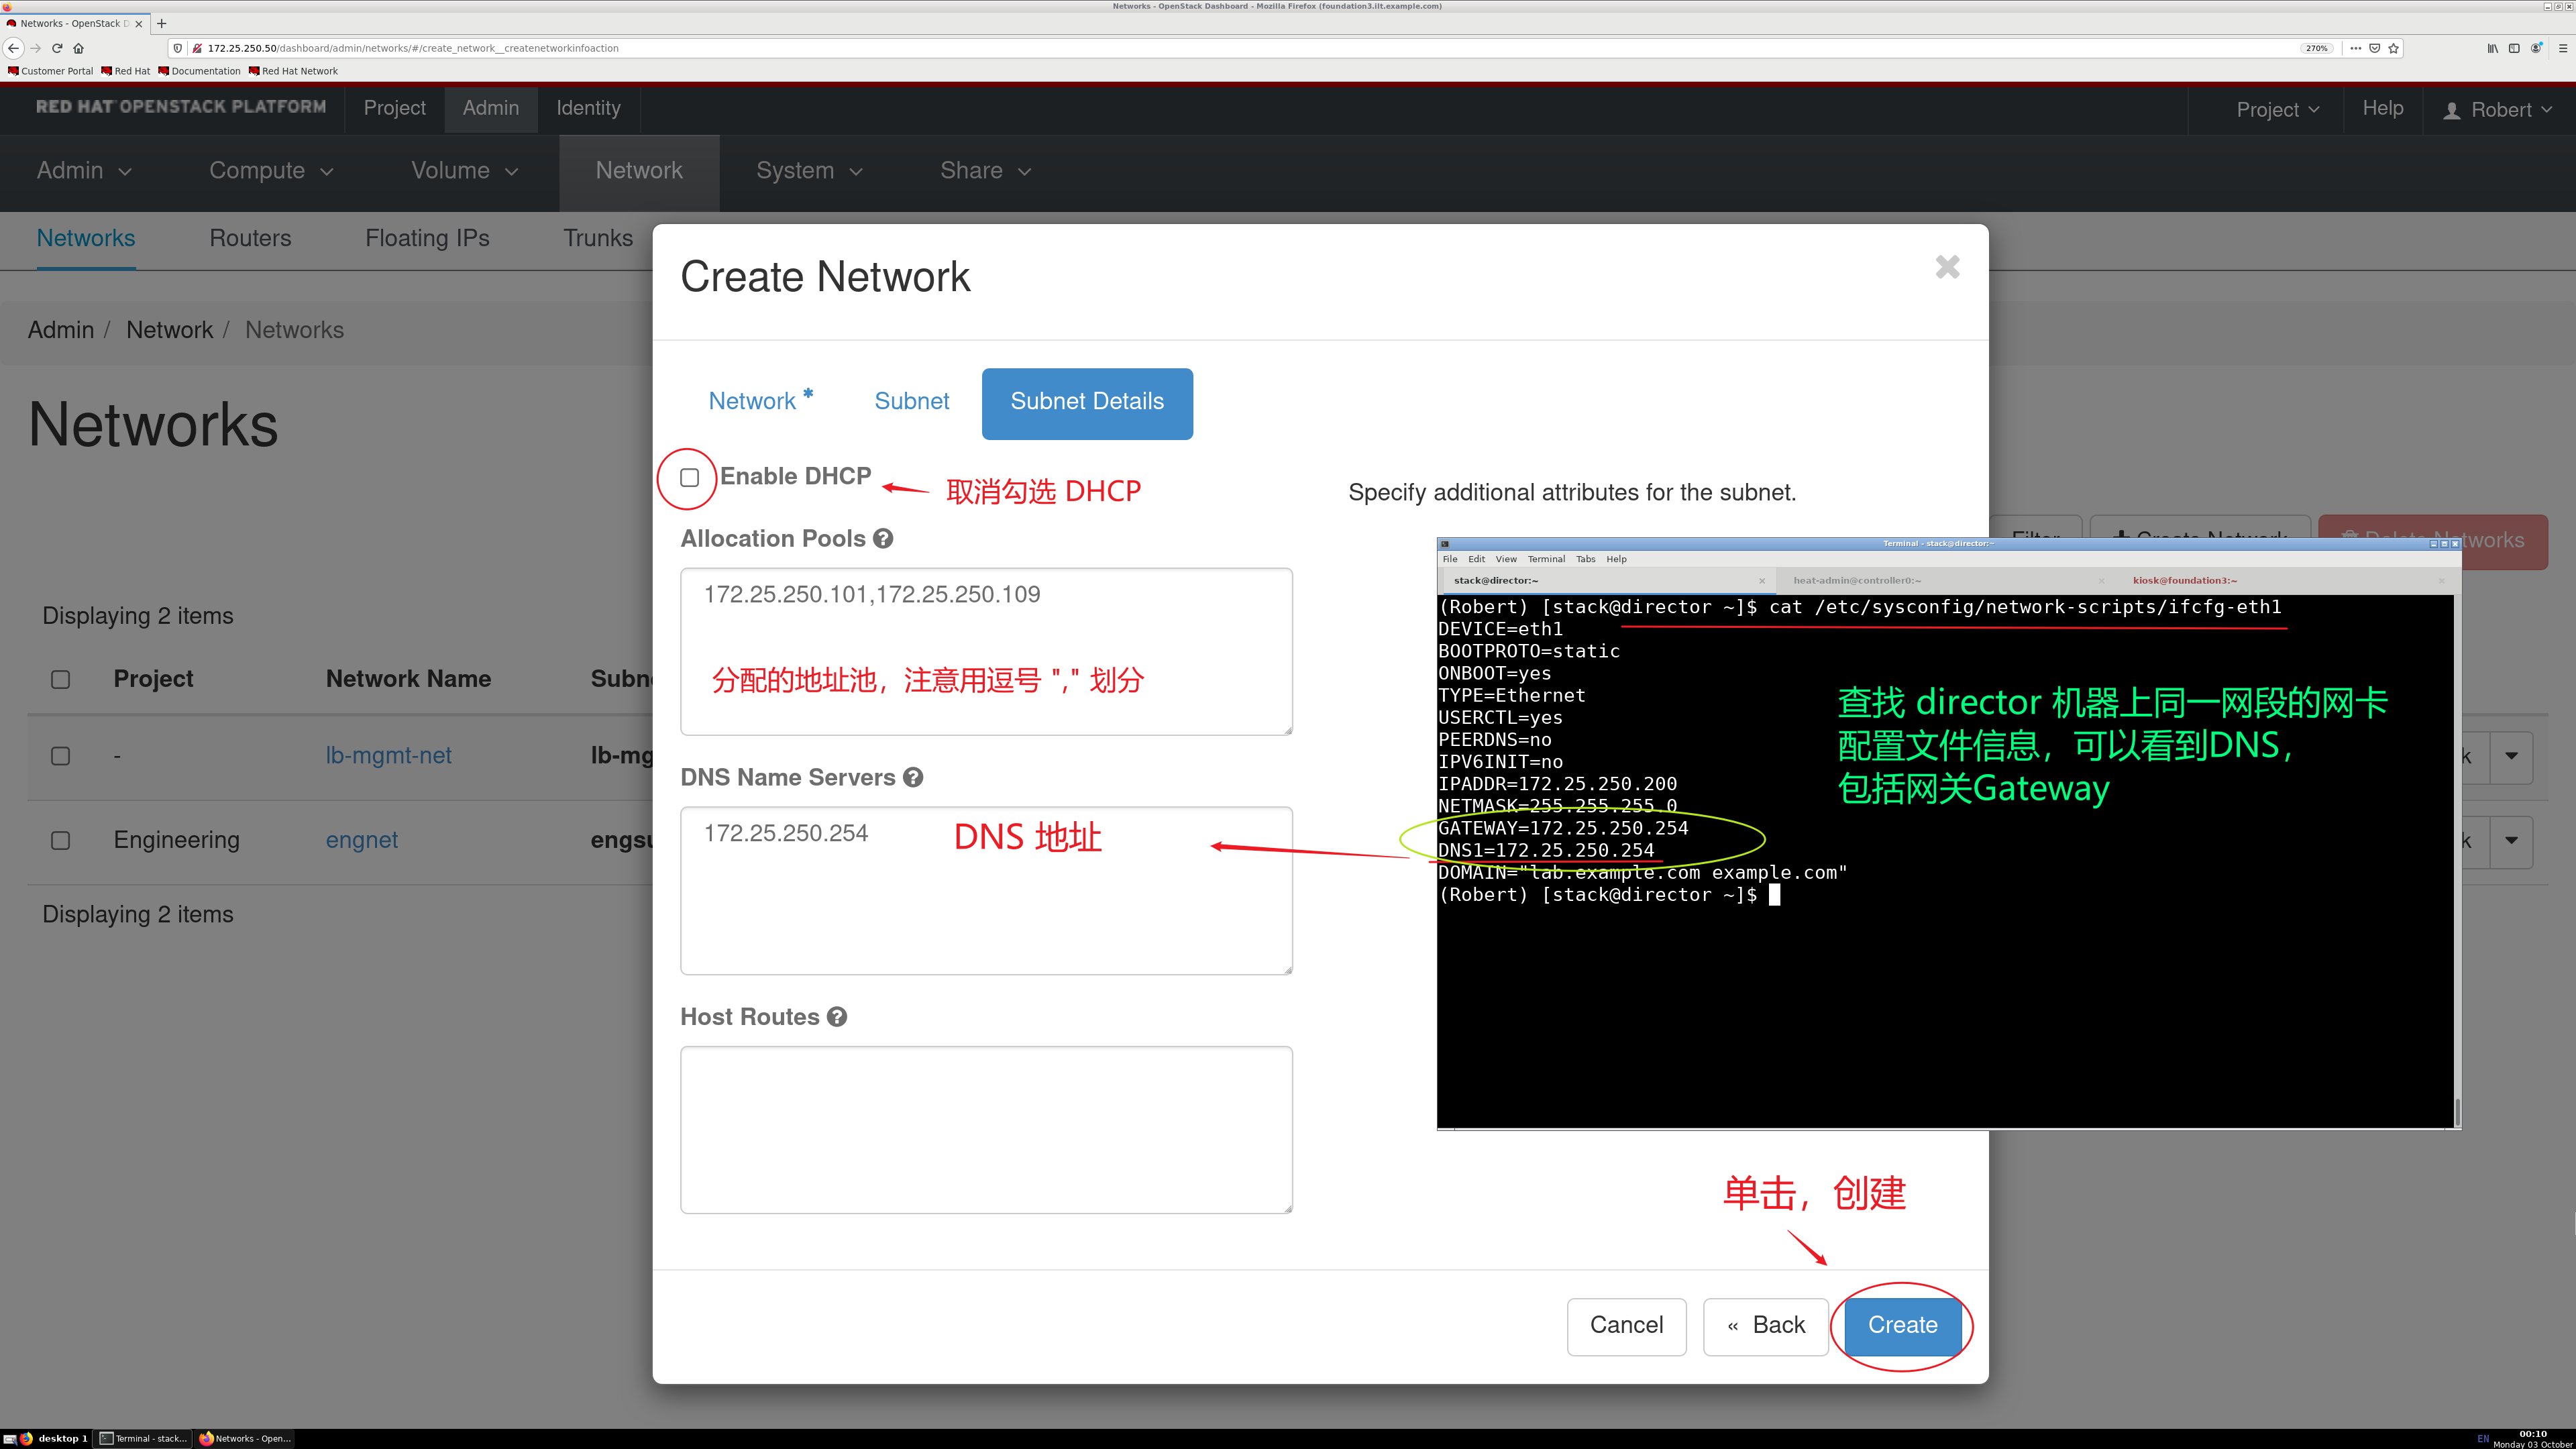 Networks - OpenStack Dashboard - Mozilla Firefox (foundation3.ilt.example.com)
Networks - OpenStack D
172.25.250.50/dashboard/admin/networks/#/create_network__createnetworkinfoaction
270%
Customer Portal Red Hat Documentation Red Hat Network
RED HAT OPENSTACK PLATFORM Project Admin Identity Project Help Robert
Admin Compute Volume Network System Share
Networks Routers Floating IPs Trunks
Create Network
Admin / Network / Networks
Networks
Network * Subnet Subnet Details
Enable DHCP
取消勾选 DHCP
Specify additional attributes for the subnet.
Allocation Pools
172.25.250.101,172.25.250.109
分配的地址池，注意用逗号 "," 划分
DNS Name Servers
172.25.250.254
DNS 地址
Host Routes
Filter Create Network Delete Networks
Displaying 2 items
Project Network Name Subn
- lb-mgmt-net lb-mg k
Engineering engnet engsu k
Displaying 2 items
Terminal - stack@director:~
File Edit View Terminal Tabs Help
stack@director:~ heat-admin@controller0:~ kiosk@foundation3:~
(Robert) [stack@director ~]$ cat /etc/sysconfig/network-scripts/ifcfg-eth1
DEVICE=eth1
BOOTPROTO=static
ONBOOT=yes
TYPE=Ethernet
USERCTL=yes
PEERDNS=no
IPV6INIT=no
IPADDR=172.25.250.200
NETMASK=255.255.255.0
GATEWAY=172.25.250.254
DNS1=172.25.250.254
DOMAIN="lab.example.com example.com"
(Robert) [stack@director ~]$
查找 director 机器上同一网段的网卡
配置文件信息，可以看到DNS，
包括网关Gateway
单击，创建
Cancel « Back Create
desktop 1 Terminal - stack... Networks - Open...
EN
00:10
Monday 03 October